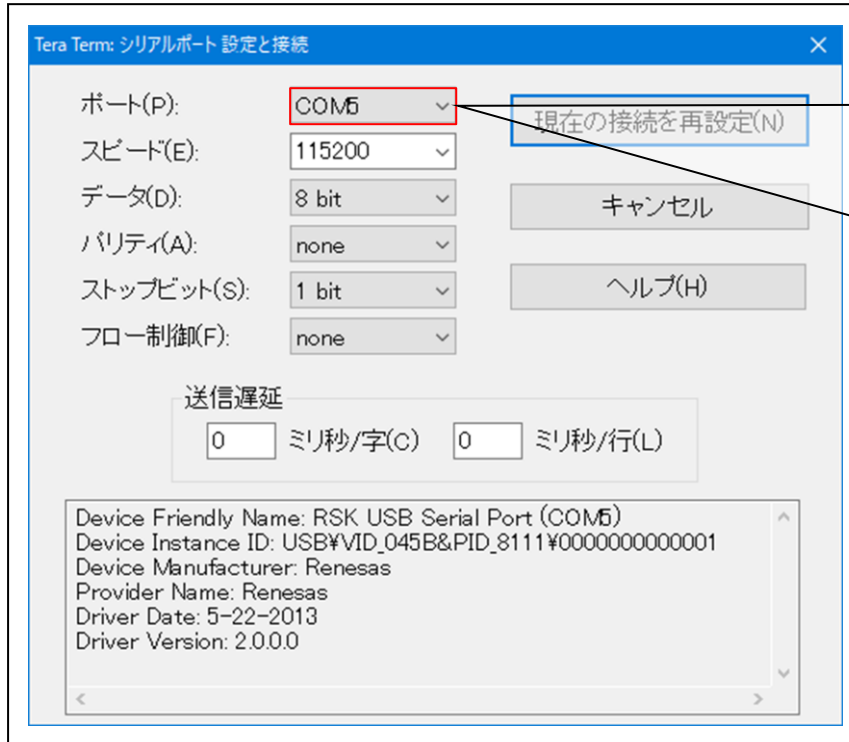 Tera Term: シリアルポート 設定と接続
ポート(P): COM5
現在の接続を再設定(N)
スピード(E): 115200
データ(D): 8 bit
キャンセル
パリティ(A): none
ストップビット(S): 1 bit
ヘルプ(H)
フロー制御(F): none
送信遅延
0 ミリ秒/字(C) 0 ミリ秒/行(L)
Device Friendly Name: RSK USB Serial Port (COM5)
Device Instance ID: USB¥VID_045B&PID_8111¥0000000000001
Device Manufacturer: Renesas
Provider Name: Renesas
Driver Date: 5-22-2013
Driver Version: 2.0.0.0